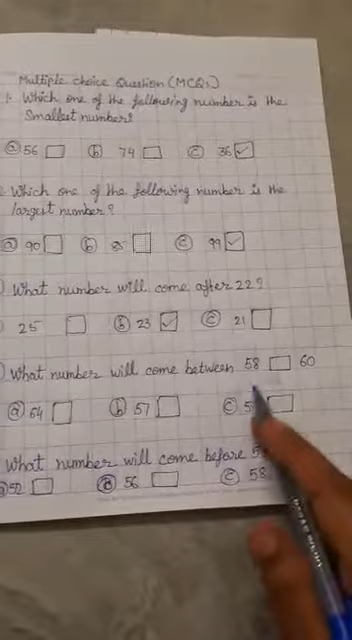 Multiple choice Question (MCQs)
1. Which one of the following number is the
Smallest number?
a 56 b 74 c 36 ✓
Which one of the following number is the
largest number?
a 90 b c 99 ✓
What number will come after 22?
25 b 23 ✓ c 21
What number will come between 58 60
a 64 b 57 c
What number will come before
52 b 56 c 58